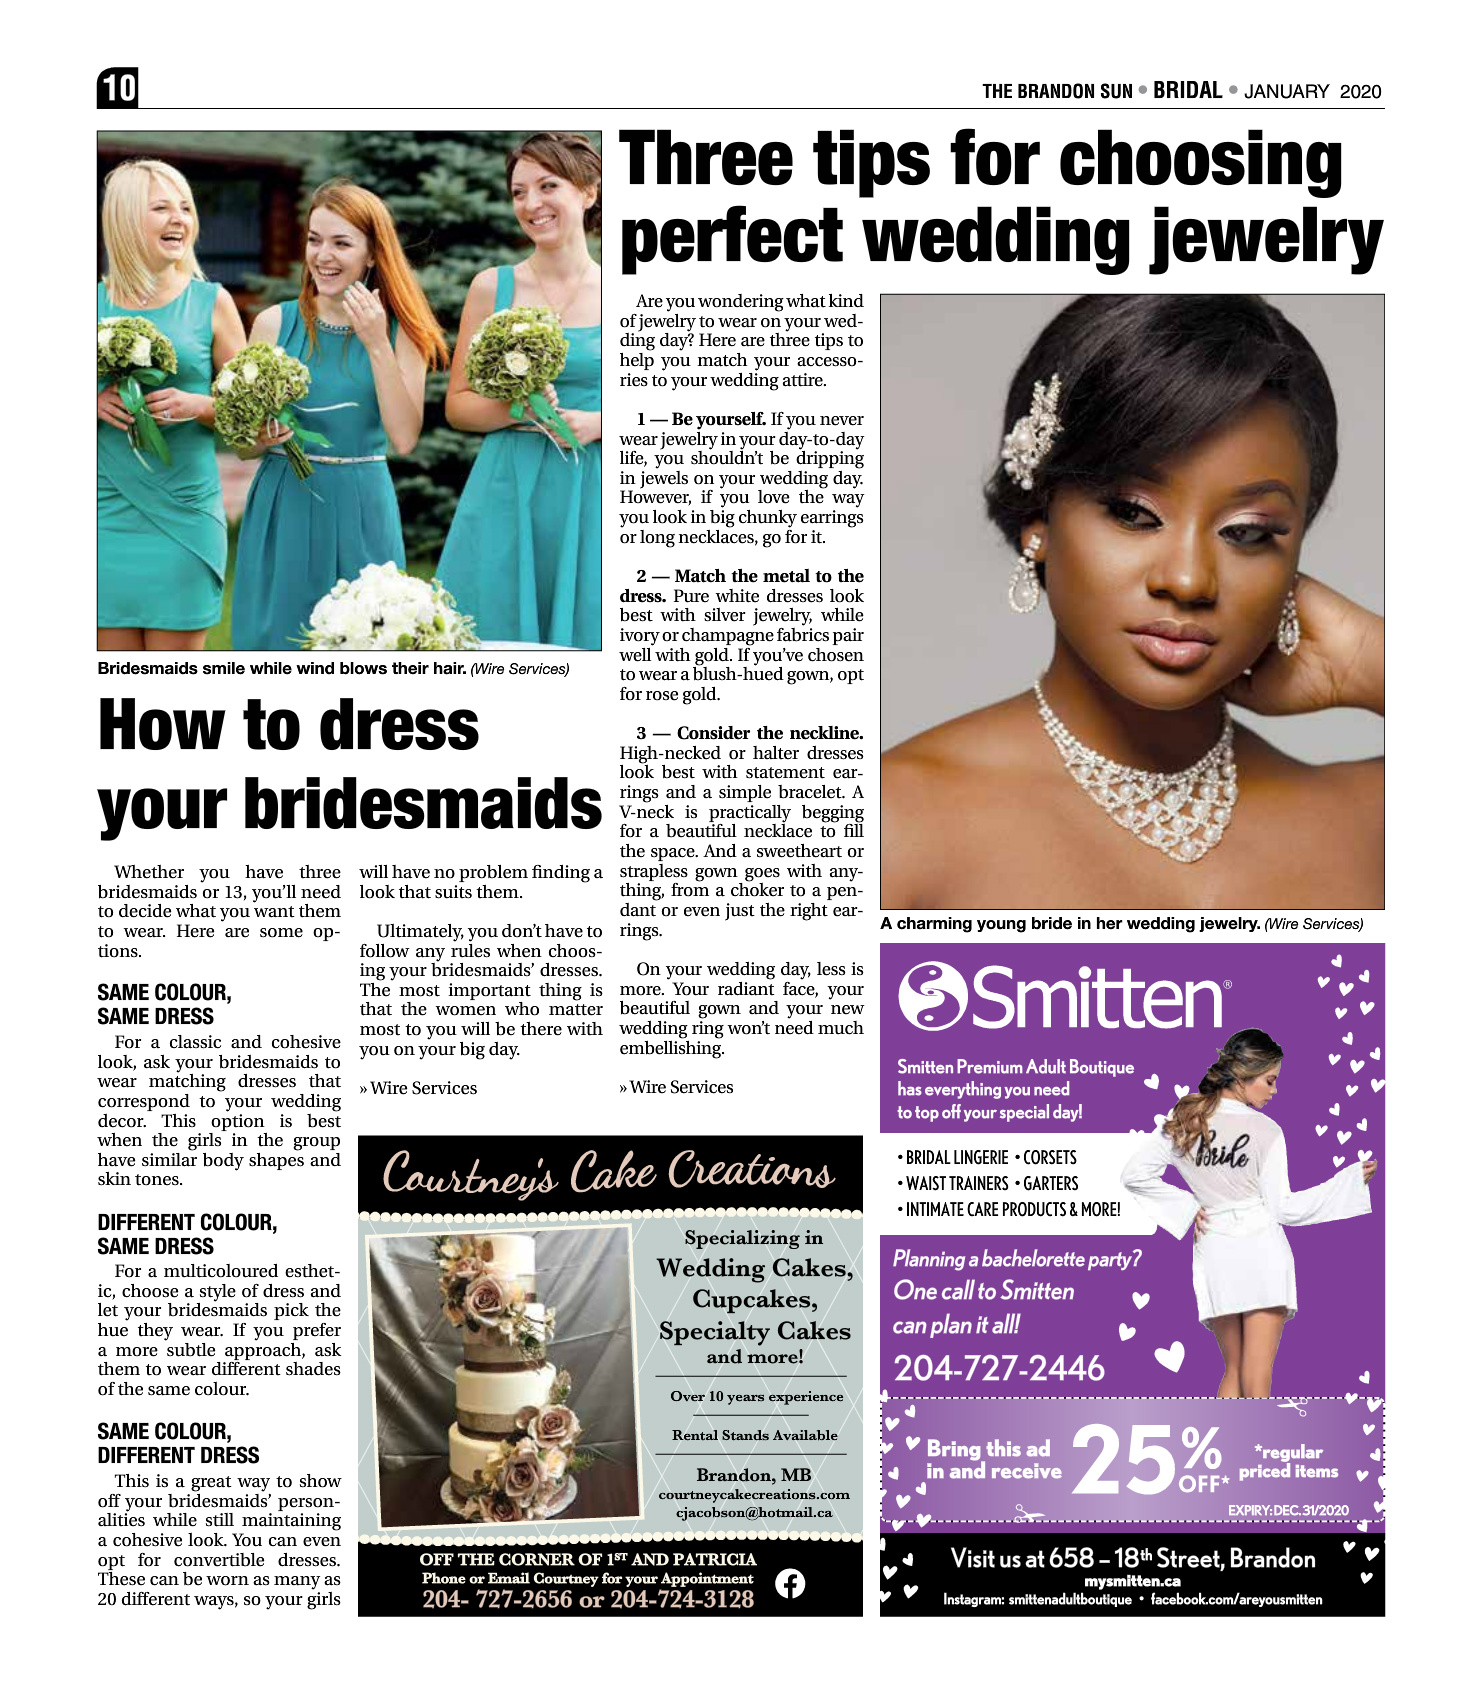 10
THE BRANDON SUN • BRIDAL • JANUARY 2020
Bridesmaids smile while wind blows their hair. (Wire Services)
How to dress
your bridesmaids
Whether you have three
bridesmaids or 13, you'll need
to decide what you want them
to wear. Here are some op-
tions.
SAME COLOUR,
SAME DRESS
For a classic and cohesive
look, ask your bridesmaids to
wear matching dresses that
correspond to your wedding
decor. This option is best
when the girls in the group
have similar body shapes and
skin tones.
DIFFERENT COLOUR,
SAME DRESS
For a multicoloured esthet-
ic, choose a style of dress and
let your bridesmaids pick the
hue they wear. If you prefer
a more subtle approach, ask
them to wear different shades
of the same colour.
SAME COLOUR,
DIFFERENT DRESS
This is a great way to show
off your bridesmaids' person-
alities while still maintaining
a cohesive look. You can even
opt for convertible dresses.
These can be worn as many as
20 different ways, so your girls
will have no problem finding a
look that suits them.
Ultimately, you don't have to
follow any rules when choos-
ing your bridesmaids' dresses.
The most important thing is
that the women who matter
most to you will be there with
you on your big day.
» Wire Services
Three tips for choosing
perfect wedding jewelry
Are you wondering what kind
of jewelry to wear on your wed-
ding day? Here are three tips to
help you match your accesso-
ries to your wedding attire.
1 — Be yourself. If you never
wear jewelry in your day-to-day
life, you shouldn't be dripping
in jewels on your wedding day.
However, if you love the way
you look in big chunky earrings
or long necklaces, go for it.
2 — Match the metal to the
dress. Pure white dresses look
best with silver jewelry, while
ivory or champagne fabrics pair
well with gold. If you've chosen
to wear a blush-hued gown, opt
for rose gold.
3 — Consider the neckline.
High-necked or halter dresses
look best with statement ear-
rings and a simple bracelet. A
V-neck is practically begging
for a beautiful necklace to fill
the space. And a sweetheart or
strapless gown goes with any-
thing, from a choker to a pen-
dant or even just the right ear-
rings.
On your wedding day, less is
more. Your radiant face, your
beautiful gown and your new
wedding ring won't need much
embellishing.
» Wire Services
A charming young bride in her wedding jewelry. (Wire Services)
Courtney's Cake Creations
Specializing in
Wedding Cakes,
Cupcakes,
Specialty Cakes
and more!
Over 10 years experience
Rental Stands Available
Brandon, MB
courtneycakecreations.com
cjacobson@hotmail.ca
OFF THE CORNER OF 1ST AND PATRICIA
Phone or Email Courtney for your Appointment
204- 727-2656 or 204-724-3128
Smitten®
Smitten Premium Adult Boutique
has everything you need
to top off your special day!
• BRIDAL LINGERIE • CORSETS
• WAIST TRAINERS • GARTERS
• INTIMATE CARE PRODUCTS & MORE!
Bride
Planning a bachelorette party?
One call to Smitten
can plan it all!
204-727-2446
Bring this ad
in and receive
25% OFF*
*regular
priced items
EXPIRY: DEC. 31/2020
Visit us at 658 – 18th Street, Brandon
mysmitten.ca
Instagram: smittenadultboutique • facebook.com/areyousmitten